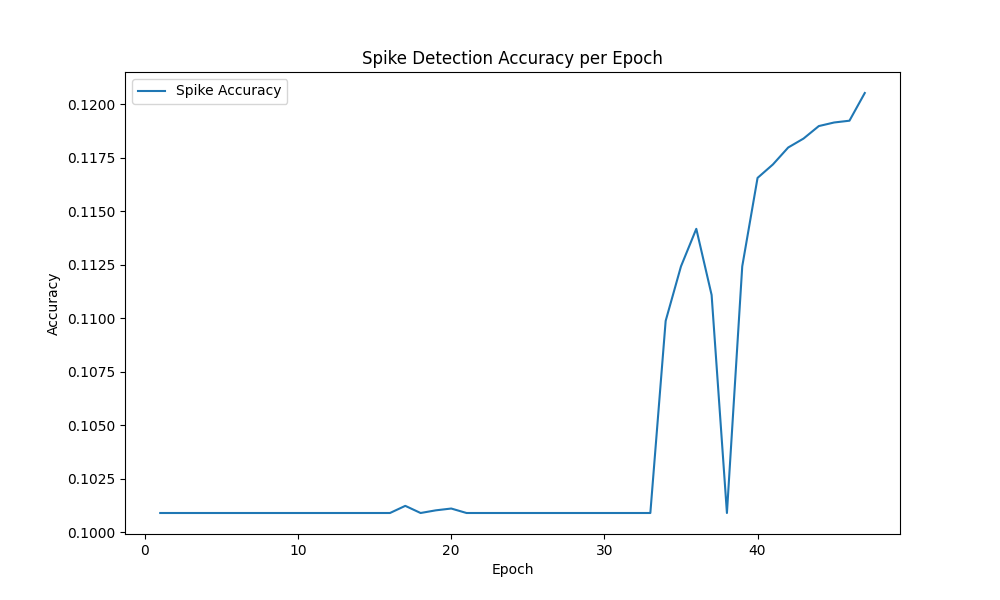 Spike Detection Accuracy per Epoch
Spike Accuracy
0.1200
0.1175
0.1150
0.1125
0.1100
0.1075
0.1050
0.1025
0.1000
Accuracy
0 10 20 30 40
Epoch